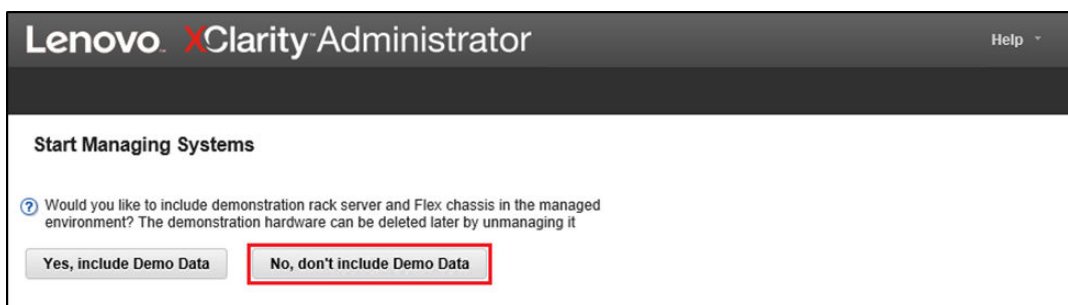 Lenovo. XClarity Administrator
Help
Start Managing Systems
Would you like to include demonstration rack server and Flex chassis in the managed
environment? The demonstration hardware can be deleted later by unmanaging it
Yes, include Demo Data
No, don't include Demo Data